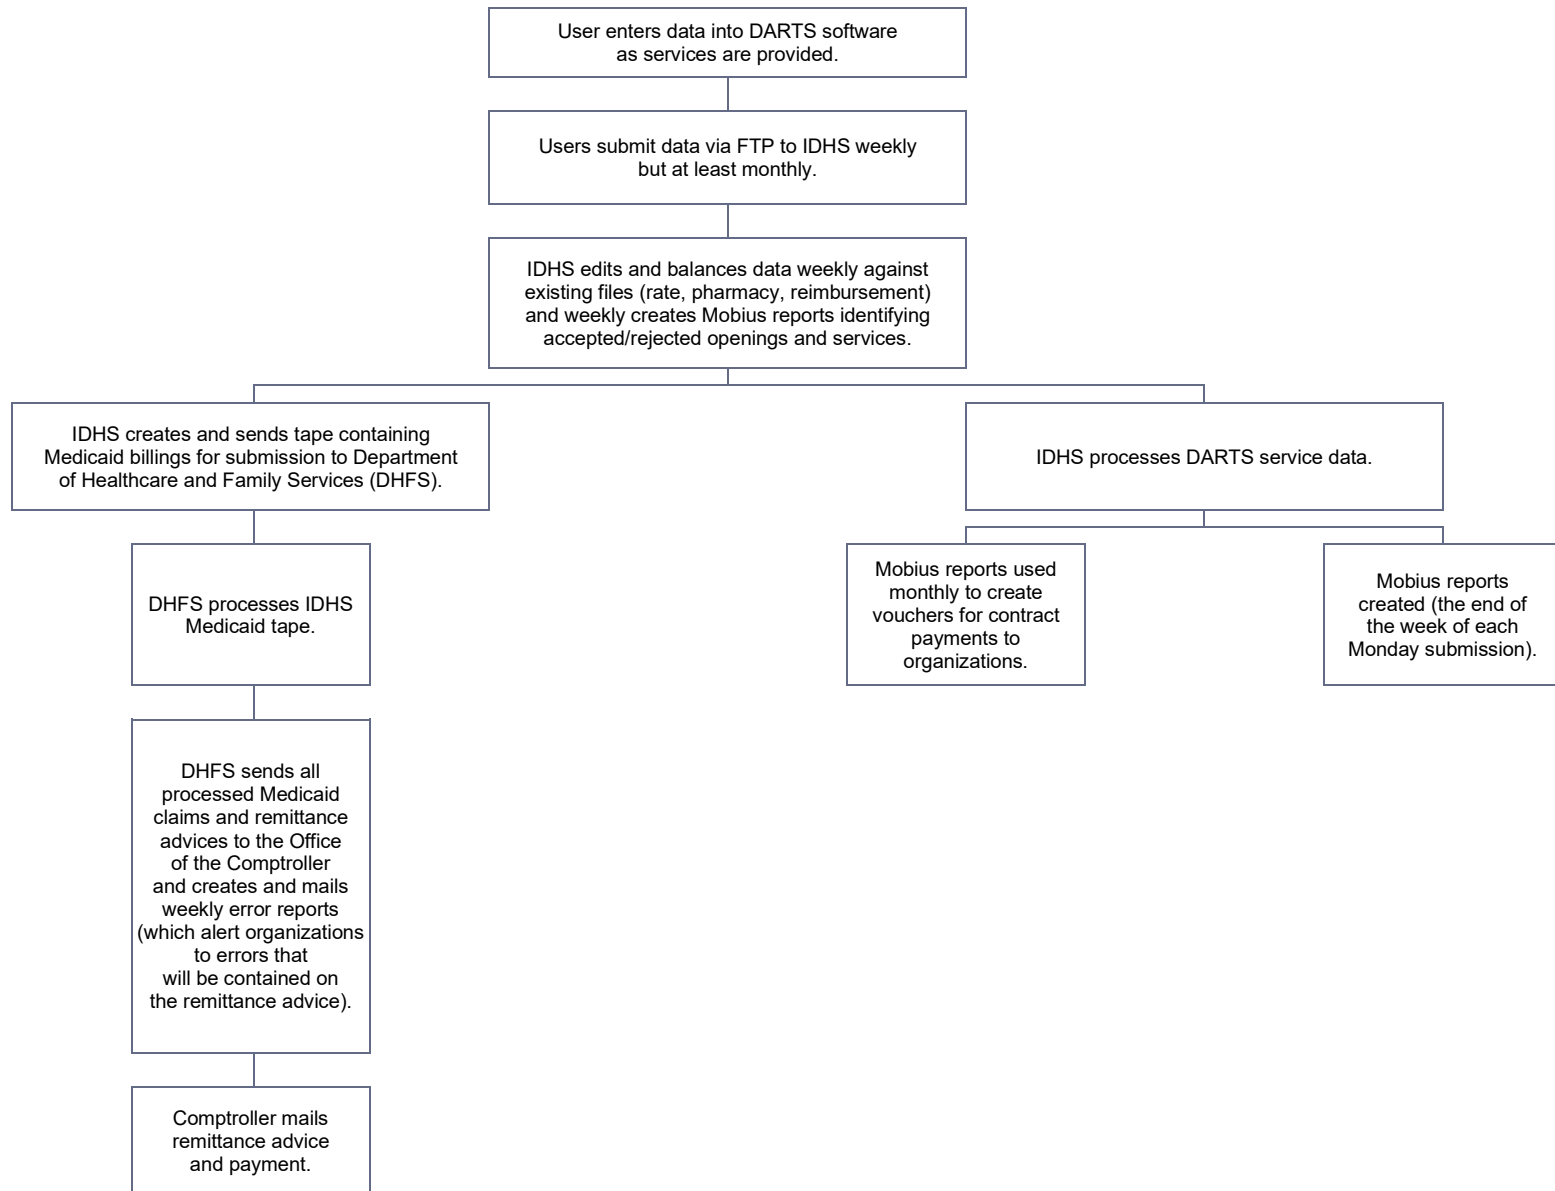 User enters data into DARTS software
as services are provided.
Users submit data via FTP to IDHS weekly
but at least monthly.
IDHS edits and balances data weekly against
existing files (rate, pharmacy, reimbursement)
and weekly creates Mobius reports identifying
accepted/rejected openings and services.
IDHS creates and sends tape containing
Medicaid billings for submission to Department
of Healthcare and Family Services (DHFS).
IDHS processes DARTS service data.
DHFS processes IDHS
Medicaid tape.
Mobius reports used
monthly to create
vouchers for contract
payments to
organizations.
Mobius reports
created (the end of
the week of each
Monday submission).
DHFS sends all
processed Medicaid
claims and remittance
advices to the Office
of the Comptroller
and creates and mails
weekly error reports
(which alert organizations
to errors that
will be contained on
the remittance advice).
Comptroller mails
remittance advice
and payment.